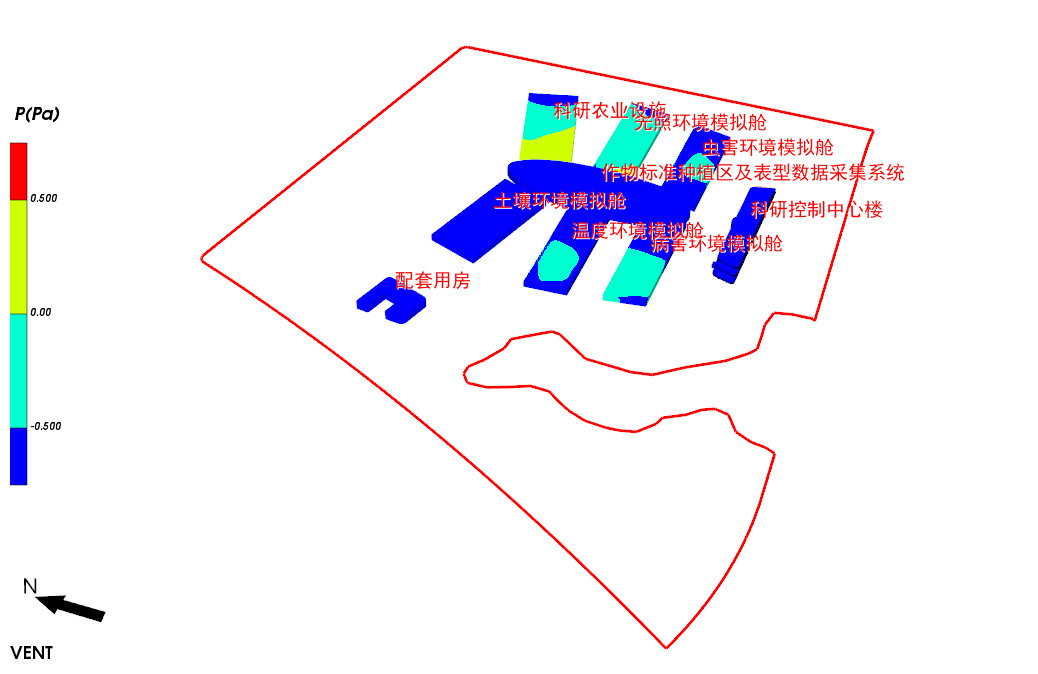 P(Pa)
0.500
0.00
-0.500
科研农业设施
光照环境模拟舱
虫害环境模拟舱
作物标准种植区及表型数据采集系统
土壤环境模拟舱
科研控制中心楼
温度环境模拟舱
病害环境模拟舱
配套用房
N
VENT